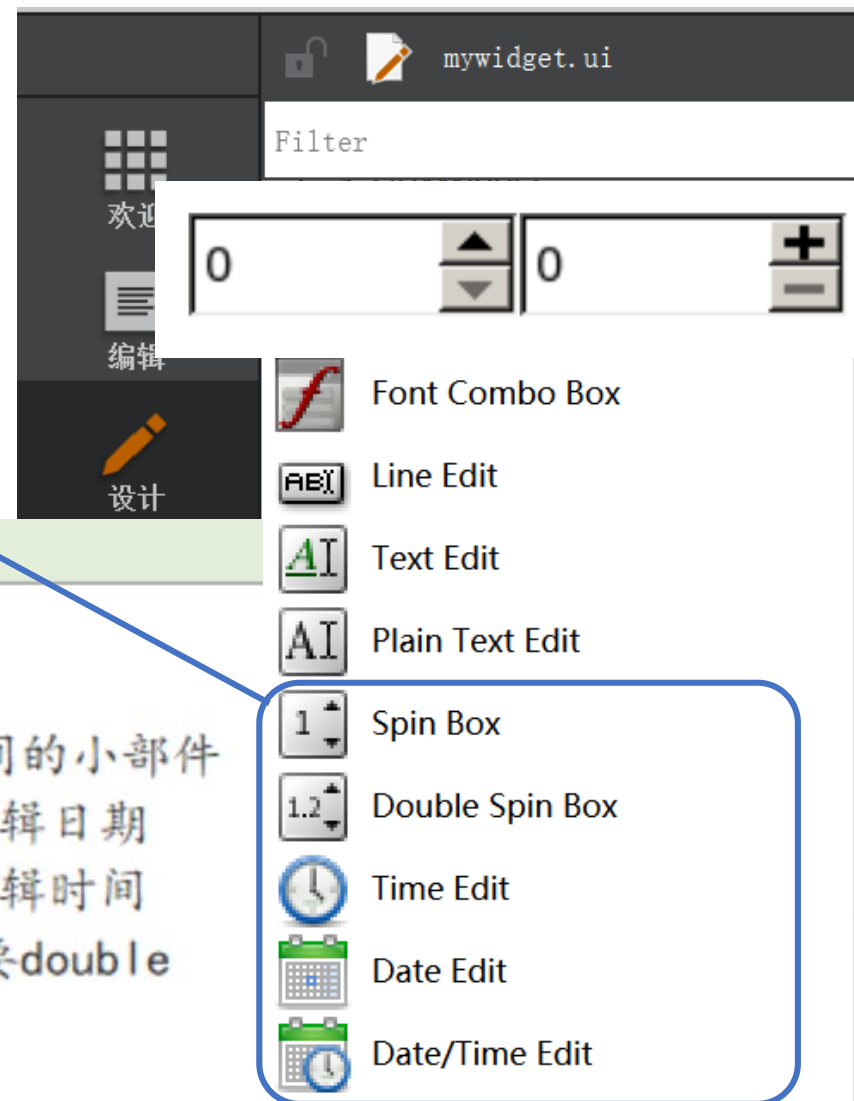 mywidget.ui
Filter
欢迎
0
0
编辑
设计
Font Combo Box
Line Edit
Text Edit
Plain Text Edit
Spin Box
Double Spin Box
Time Edit
Date Edit
Date/Time Edit
的小部件
辑日期
辑时间
double